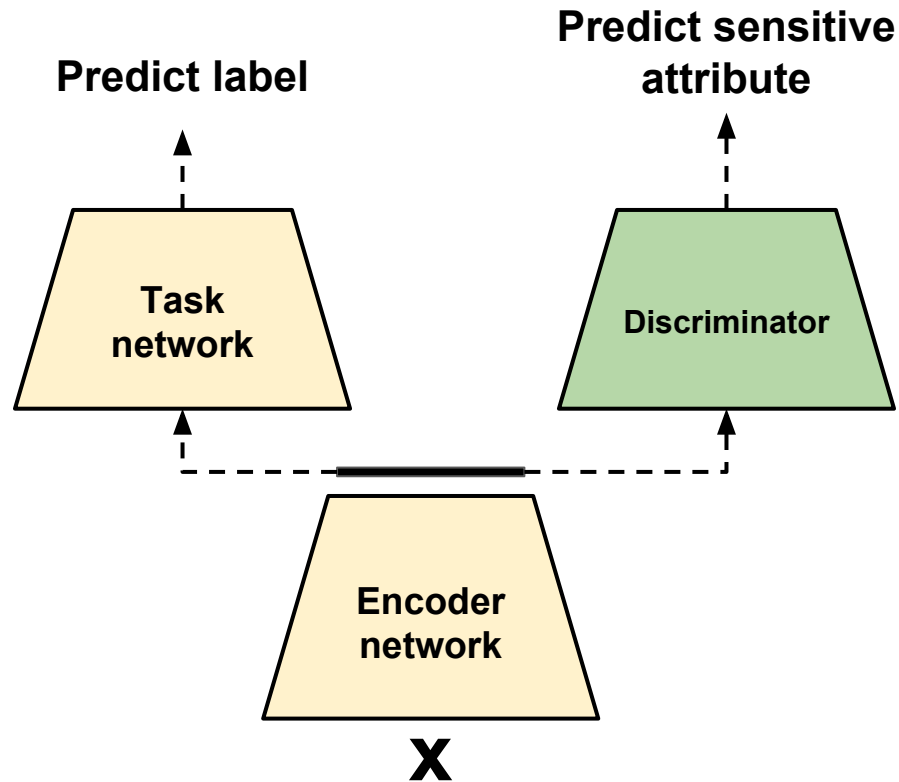 Predict label
Predict sensitive
attribute
Task
network
Discriminator
Encoder
network
x